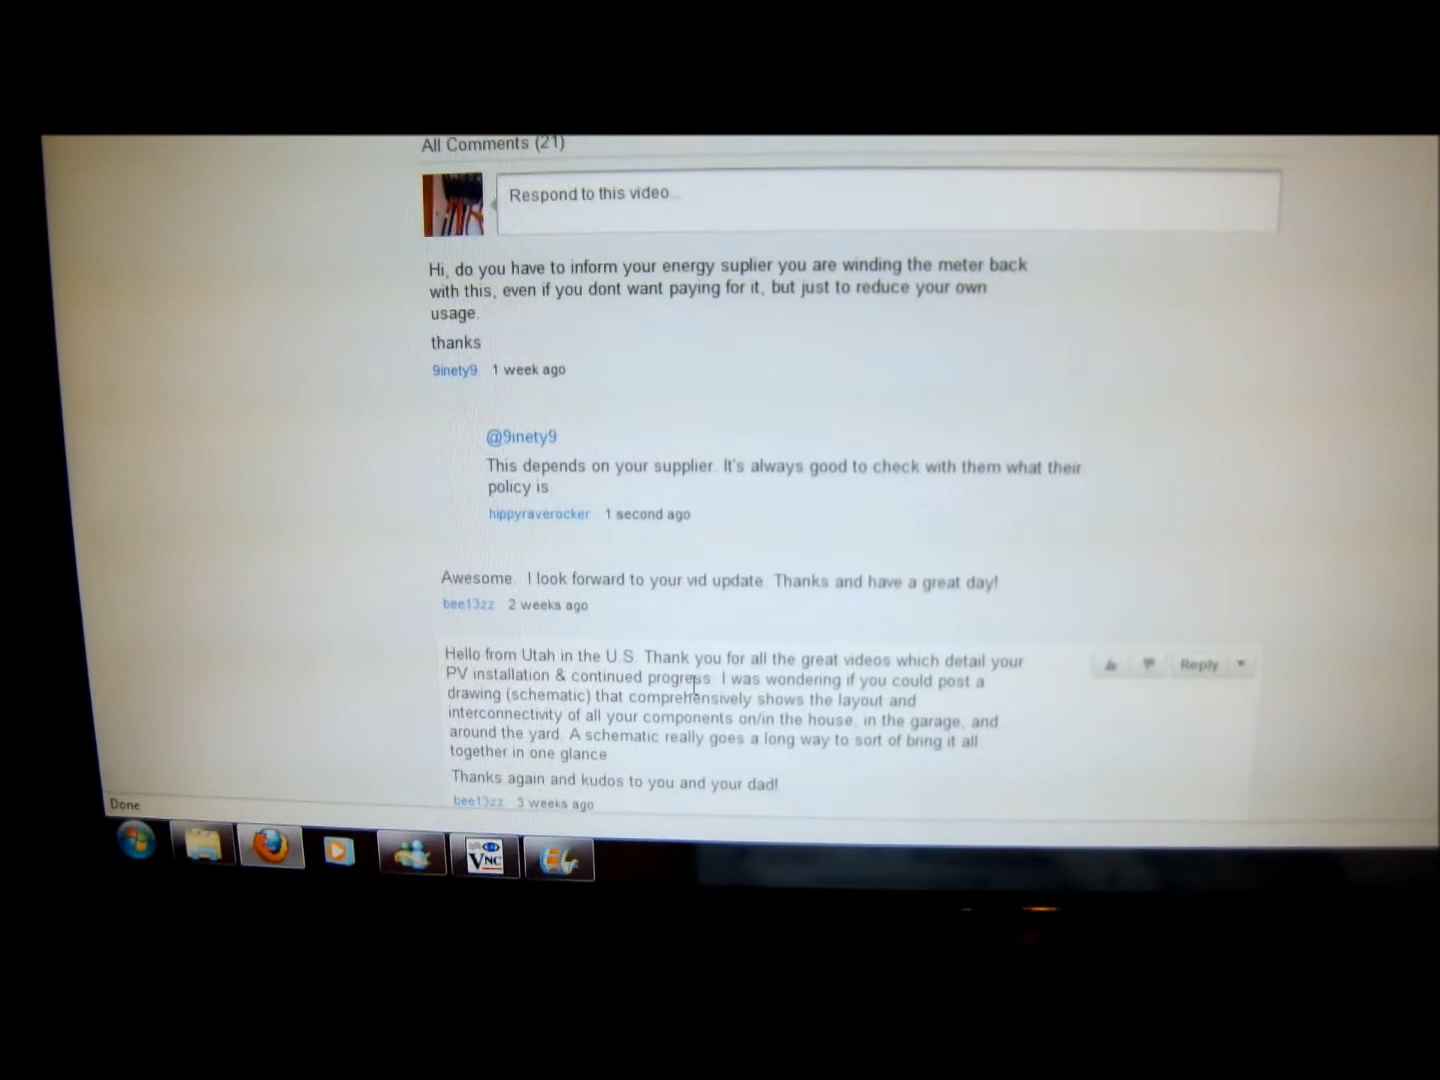 All Comments (21)
Respond to this video...
Hi, do you have to inform your energy suplier you are winding the meter back
with this, even if you dont want paying for it, but just to reduce your own
usage.
thanks
9inety9 1 week ago
@9inety9
This depends on your supplier. It's always good to check with them what their
policy is.
hippyraverocker 1 second ago
Awesome. I look forward to your vid update. Thanks and have a great day!
bee13zz 2 weeks ago
Hello from Utah in the U.S. Thank you for all the great videos which detail your
PV installation & continued progress. I was wondering if you could post a
drawing (schematic) that comprehensively shows the layout and
interconnectivity of all your components on/in the house, in the garage, and
around the yard. A schematic really goes a long way to sort of bring it all
together in one glance
Reply
Thanks again and kudos to you and your dad!
bee13zz 3 weeks ago
Done
VNC